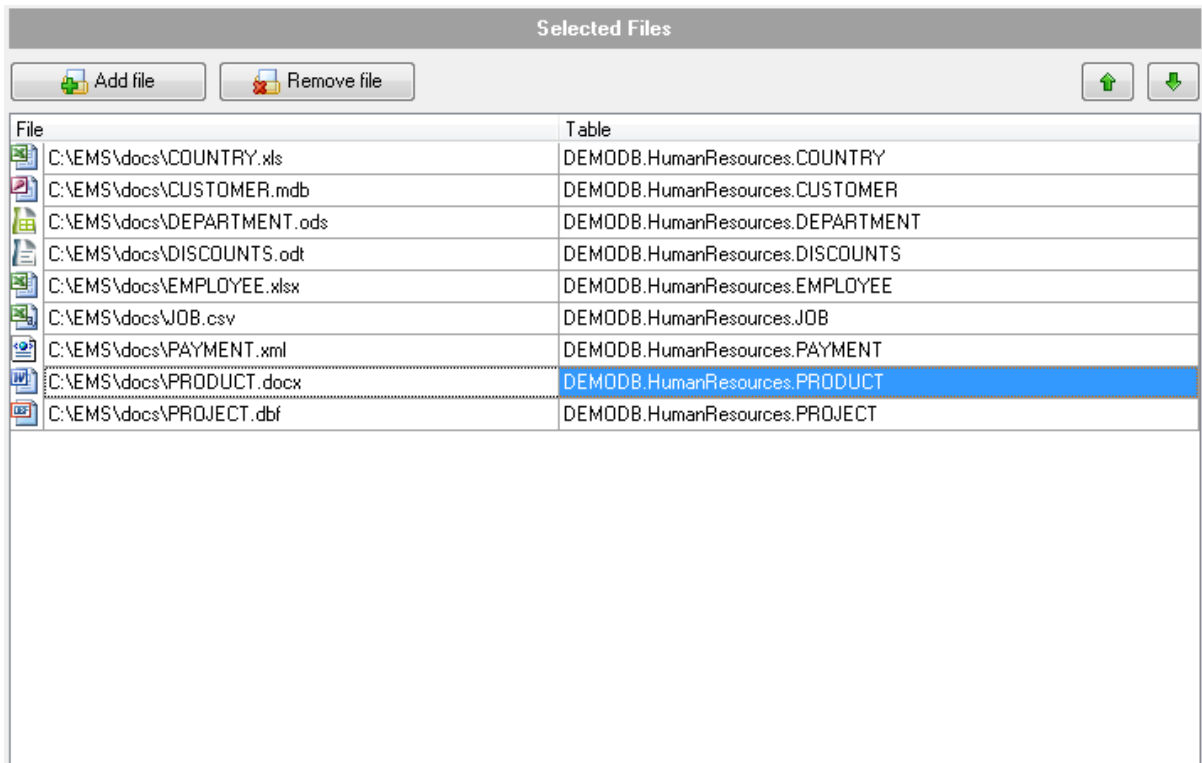 Selected Files
Add file Remove file
File Table
C:\EMS\docs\COUNTRY.xls DEMODB.HumanResources.COUNTRY
C:\EMS\docs\CUSTOMER.mdb DEMODB.HumanResources.CUSTOMER
C:\EMS\docs\DEPARTMENT.ods DEMODB.HumanResources.DEPARTMENT
C:\EMS\docs\DISCOUNTS.odt DEMODB.HumanResources.DISCOUNTS
C:\EMS\docs\EMPLOYEE.xlsx DEMODB.HumanResources.EMPLOYEE
C:\EMS\docs\JOB.csv DEMODB.HumanResources.JOB
C:\EMS\docs\PAYMENT.xml DEMODB.HumanResources.PAYMENT
C:\EMS\docs\PRODUCT.docx DEMODB.HumanResources.PRODUCT
C:\EMS\docs\PROJECT.dbf DEMODB.HumanResources.PROJECT